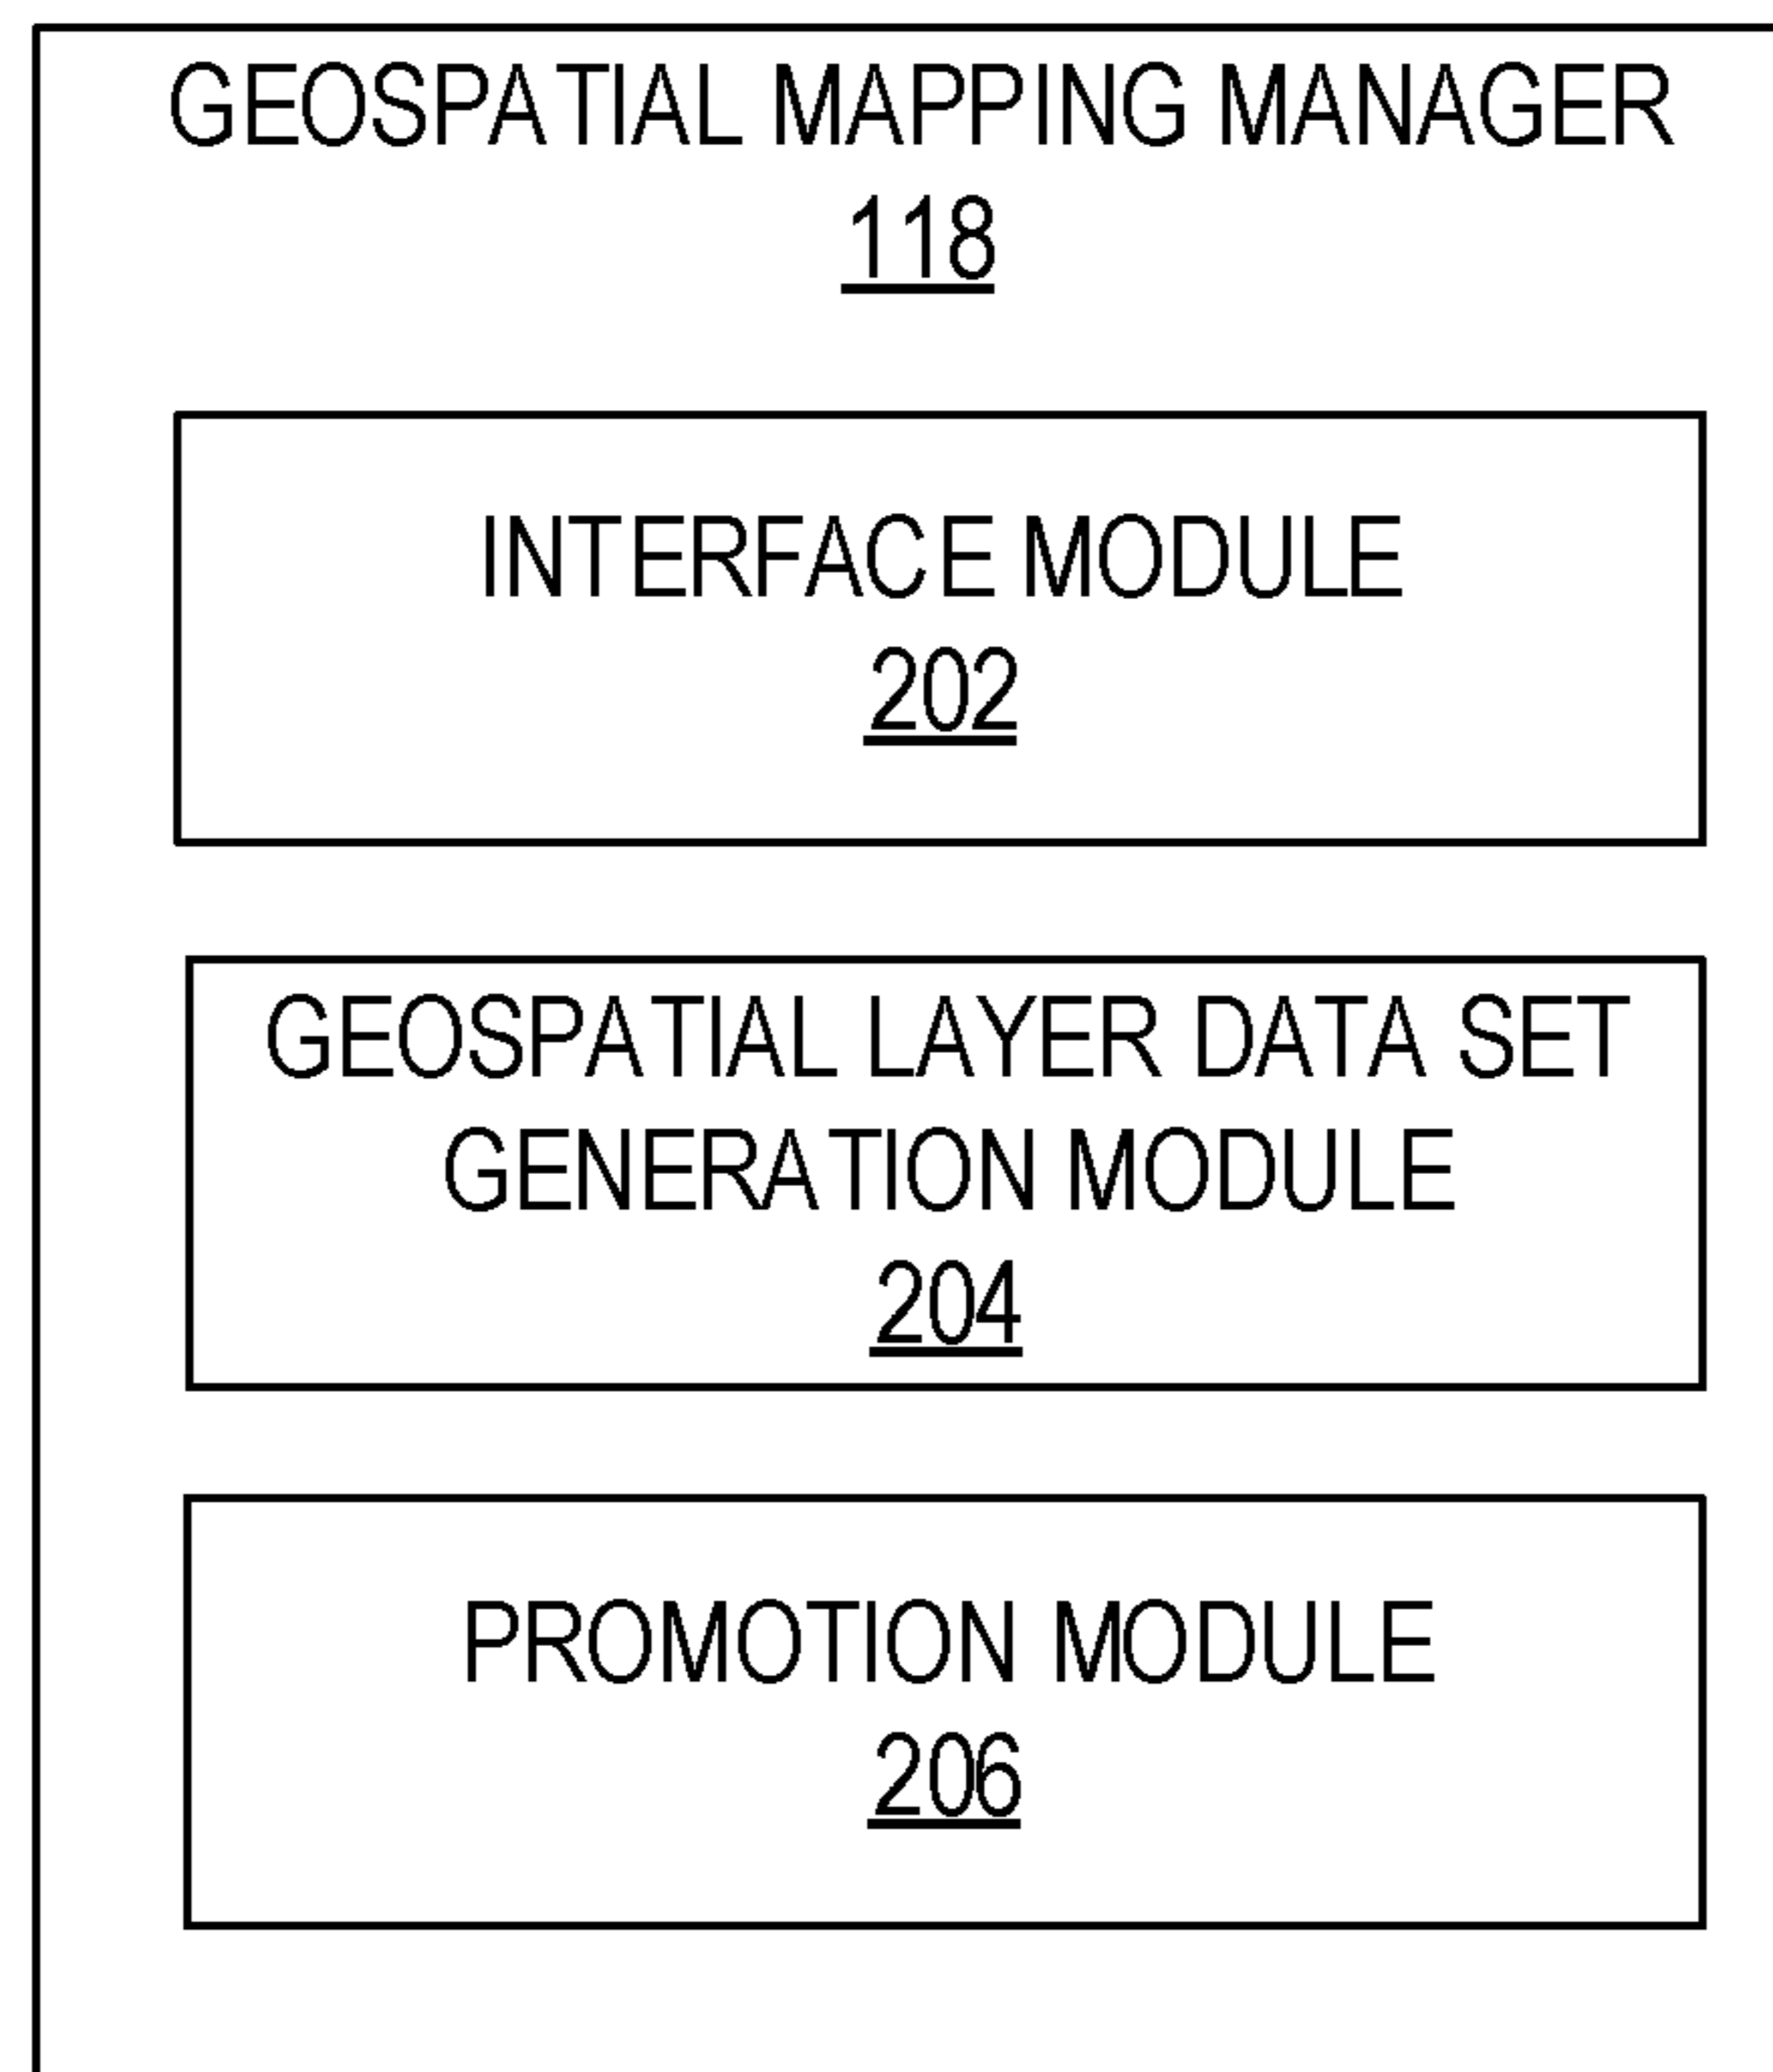 GEOSPATIAL MAPPING MANAGER
118
INTERFACE MODULE
202
GEOSPATIAL LAYER DATA SET
GENERATION MODULE
204
PROMOTION MODULE
206